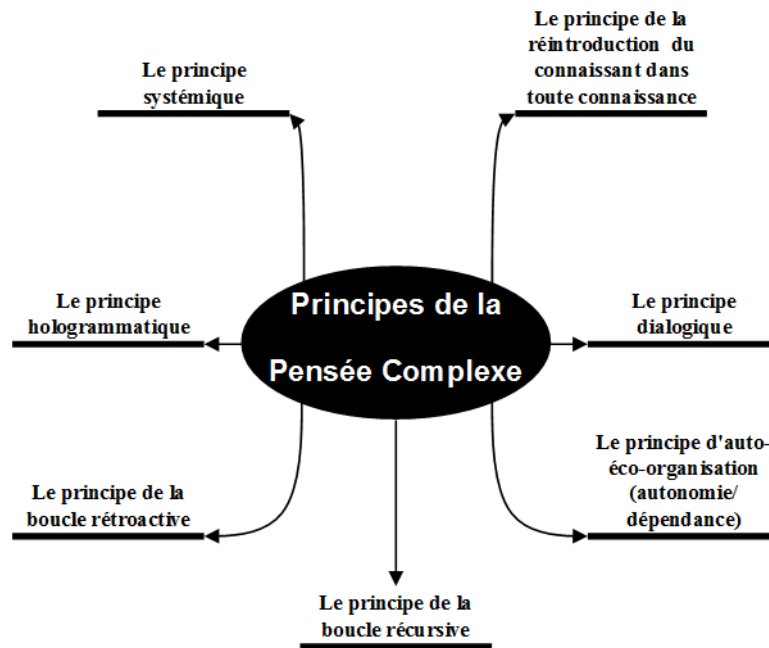 Le principe
systémique
Le principe de la
réintroduction du
connaissant dans
toute connaissance
Principes de la
Pensée Complexe
Le principe
hologrammatique
Le principe
dialogique
Le principe de la
boucle rétroactive
Le principe d'auto-
éco-organisation
(autonomie/
dépendance)
Le principe de la
boucle récursive